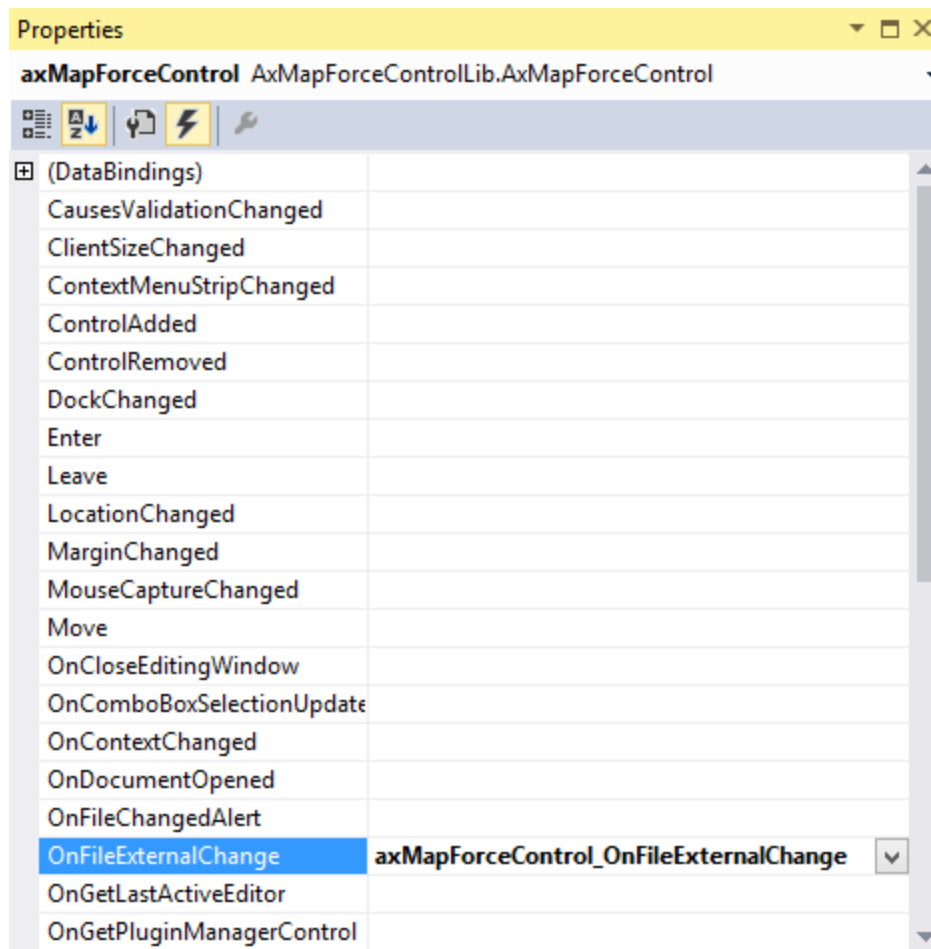 Properties
axMapForceControl AxMapForceControlLib.AxMapForceControl
(DataBindings)
CausesValidationChanged
ClientSizeChanged
ContextMenuStripChanged
ControlAdded
ControlRemoved
DockChanged
Enter
Leave
LocationChanged
MarginChanged
MouseCaptureChanged
Move
OnCloseEditingWindow
OnComboBoxSelectionUpdate
OnContextChanged
OnDocumentOpened
OnFileChangedAlert
OnFileExternalChange axMapForceControl_OnFileExternalChange
OnGetLastActiveEditor
OnGetPluginManagerControl